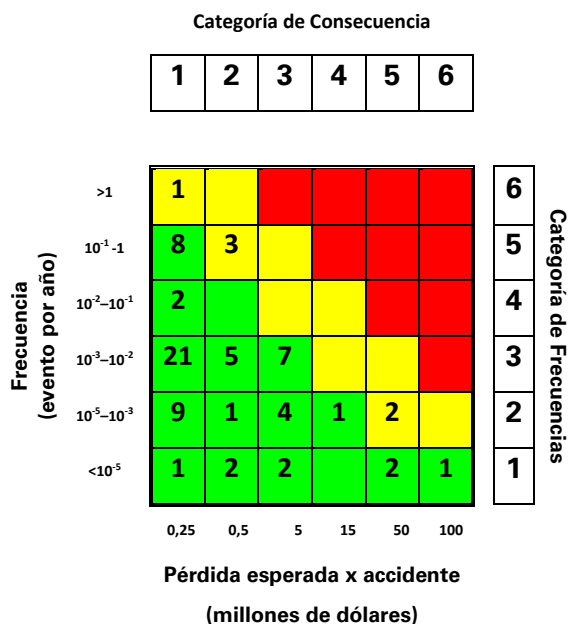 Categoría de Consecuencia
1 2 3 4 5 6
>1 1 6
10⁻¹ -1 8 3 5
10⁻²–10⁻¹ 2 4
10⁻³–10⁻² 21 5 7 3
10⁻⁵–10⁻³ 9 1 4 1 2 2
<10⁻⁵ 1 2 2 2 1 1
Frecuencia
(evento por año)
Categoría de Frecuencias
0,25 0,5 5 15 50 100
Pérdida esperada x accidente
(millones de dólares)